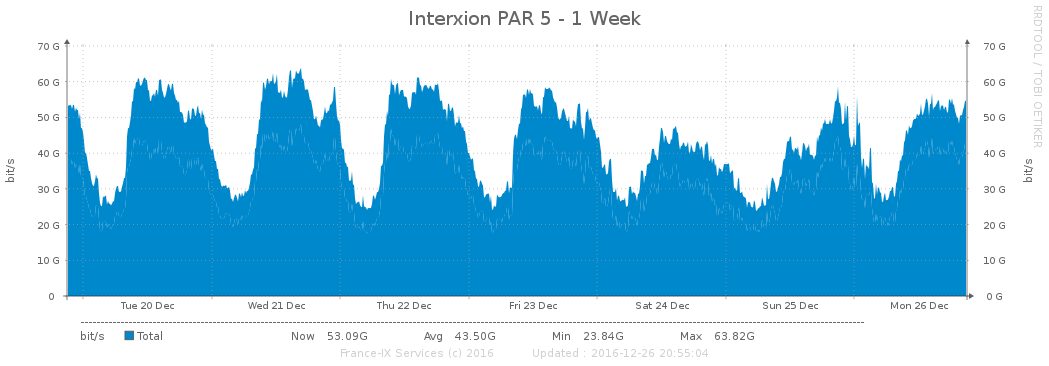 Interxion PAR 5 - 1 Week
RRDTOOL / TOBI OETIKER
bit/s
70 G 70 G
60 G 60 G
50 G 50 G
40 G 40 G
30 G 30 G
20 G 20 G
10 G 10 G
0 0 G
bit/s
Tue 20 Dec Wed 21 Dec Thu 22 Dec Fri 23 Dec Sat 24 Dec Sun 25 Dec Mon 26 Dec
bit/s Total Now 53.09G Avg 43.50G Min 23.84G Max 63.82G
France-IX Services (c) 2016 Updated : 2016-12-26 20:55:04